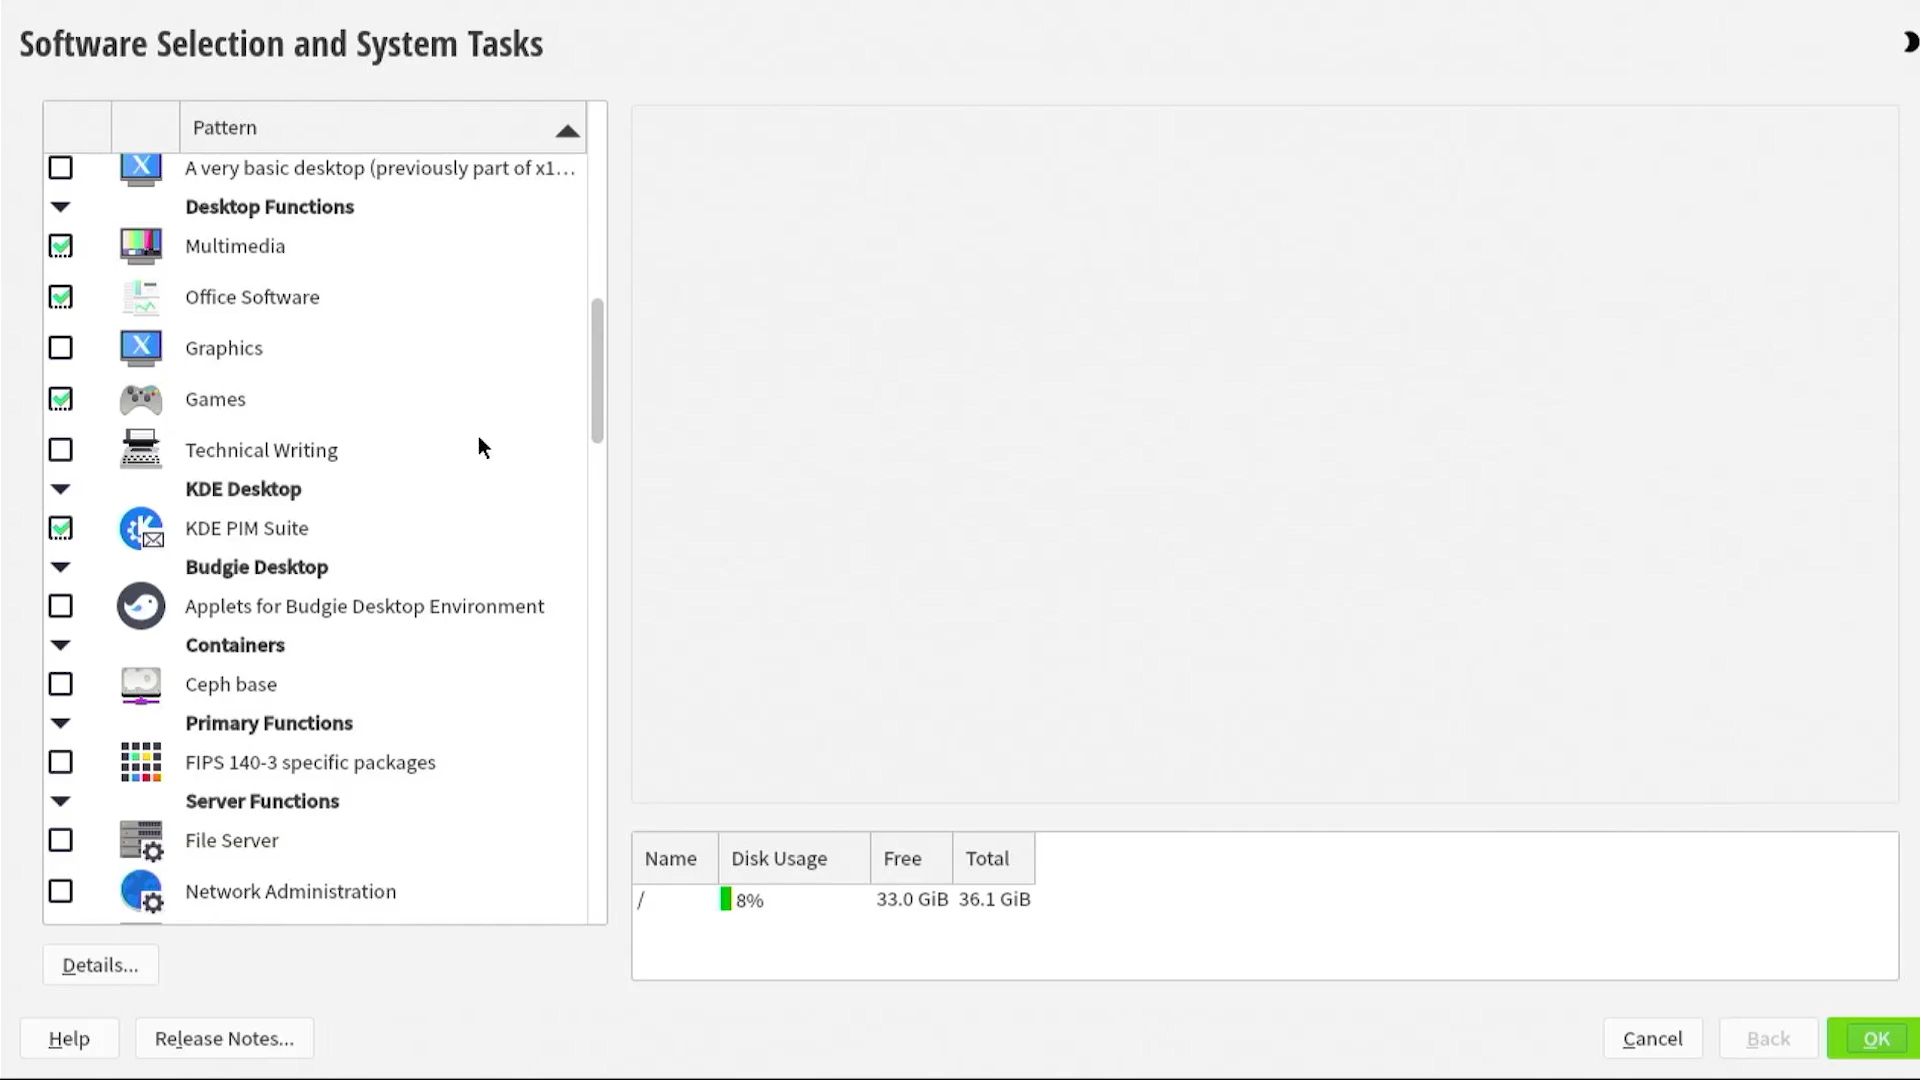 Software Selection and System Tasks
Pattern
A very basic desktop (previously part of x1...
Desktop Functions
Multimedia
Office Software
Graphics
Games
Technical Writing
KDE Desktop
KDE PIM Suite
Budgie Desktop
Applets for Budgie Desktop Environment
Containers
Ceph base
Primary Functions
FIPS 140-3 specific packages
Server Functions
File Server
Network Administration
Name Disk Usage Free Total
/ 8% 33.0 GiB 36.1 GiB
Details...
Help Release Notes... Cancel Back OK